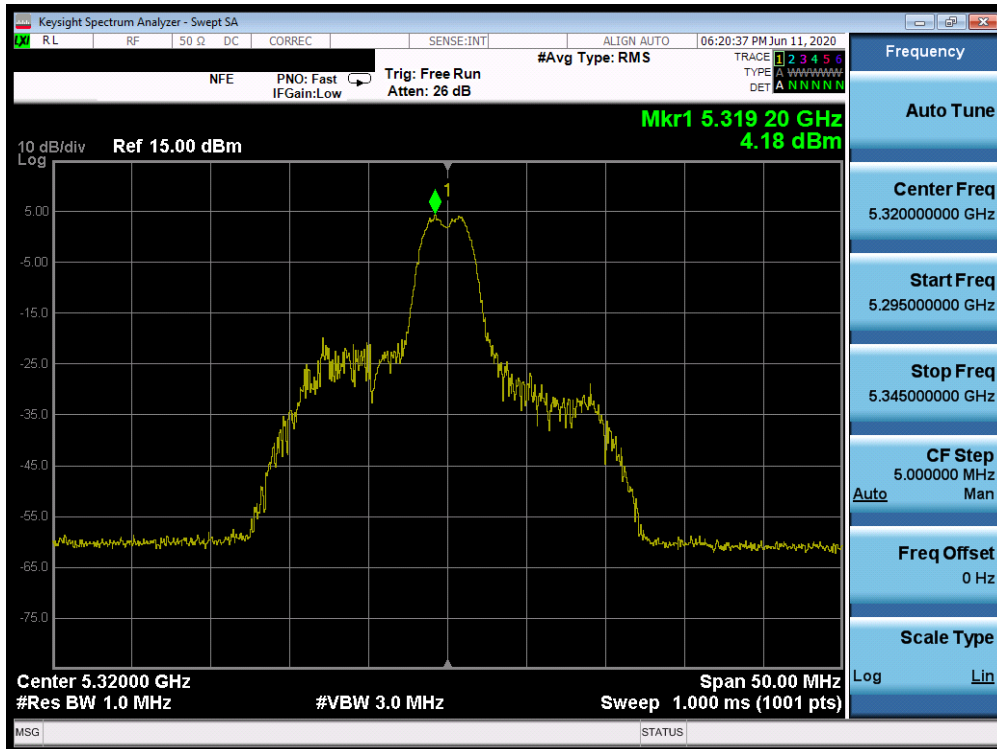 Keysight Spectrum Analyzer - Swept SA
LXI RL RF 50 Ω DC CORREC SENSE:INT ALIGN AUTO 06:20:37 PM Jun 11, 2020
NFE PNO: Fast Trig: Free Run #Avg Type: RMS TRACE 1 2 3 4 5 6
IFGain:Low Atten: 26 dB TYPE A WWWWW
DET A N N N N N
Mkr1 5.319 20 GHz
4.18 dBm
10 dB/div Ref 15.00 dBm
Log
1
5.00
-5.00
-15.0
-25.0
-35.0
-45.0
-55.0
-65.0
-75.0
Center 5.32000 GHz Span 50.00 MHz
#Res BW 1.0 MHz #VBW 3.0 MHz Sweep 1.000 ms (1001 pts)
MSG STATUS
Frequency
Auto Tune
Center Freq
5.320000000 GHz
Start Freq
5.295000000 GHz
Stop Freq
5.345000000 GHz
CF Step
5.000000 MHz
Auto Man
Freq Offset
0 Hz
Scale Type
Log Lin